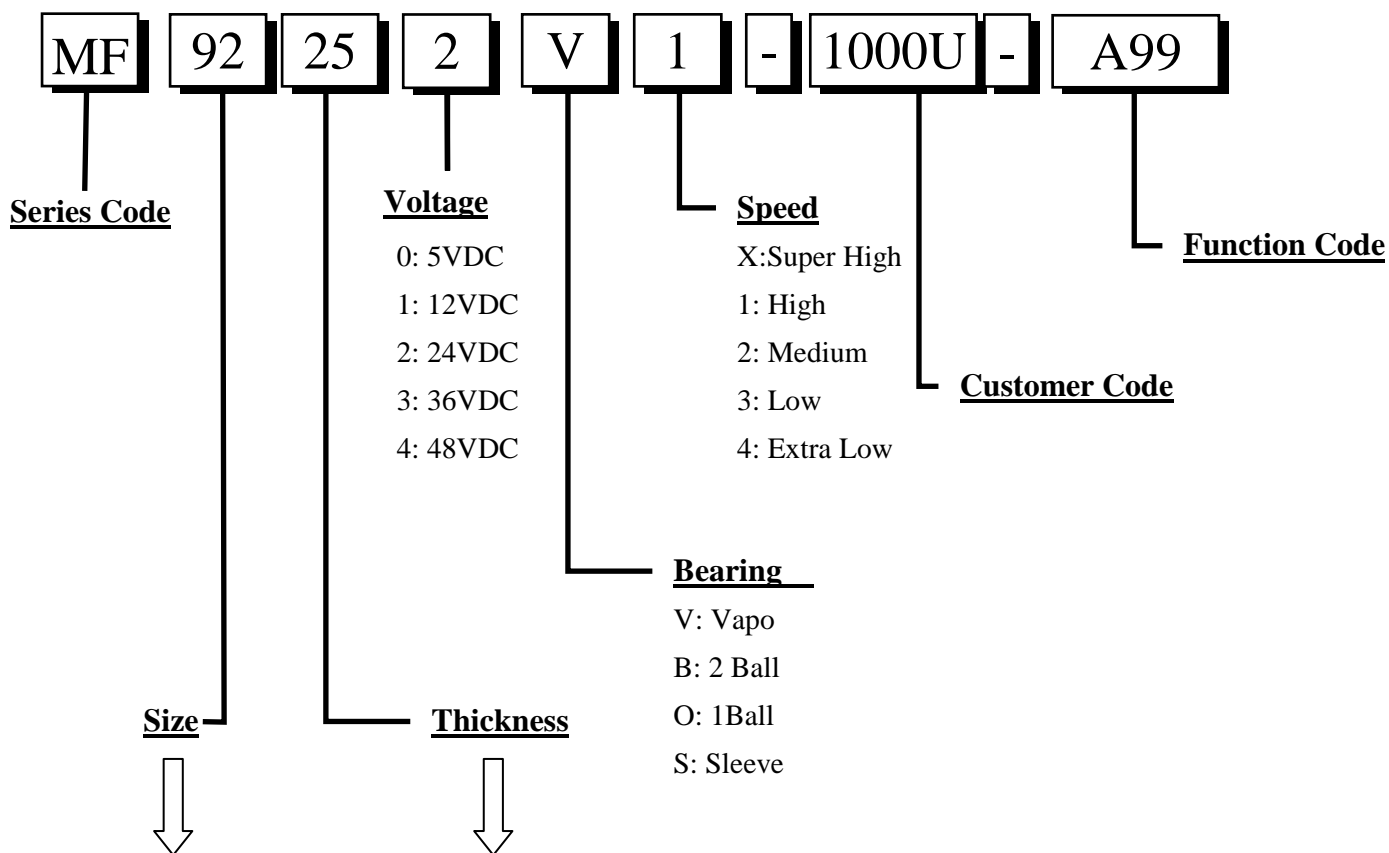 MF 92 25 2 V 1 - 1000U - A99
Series Code
Voltage
0: 5VDC
1: 12VDC
2: 24VDC
3: 36VDC
4: 48VDC
Speed
X:Super High
1: High
2: Medium
3: Low
4: Extra Low
Function Code
Customer Code
Bearing
V: Vapo
B: 2 Ball
O: 1Ball
S: Sleeve
Size
Thickness